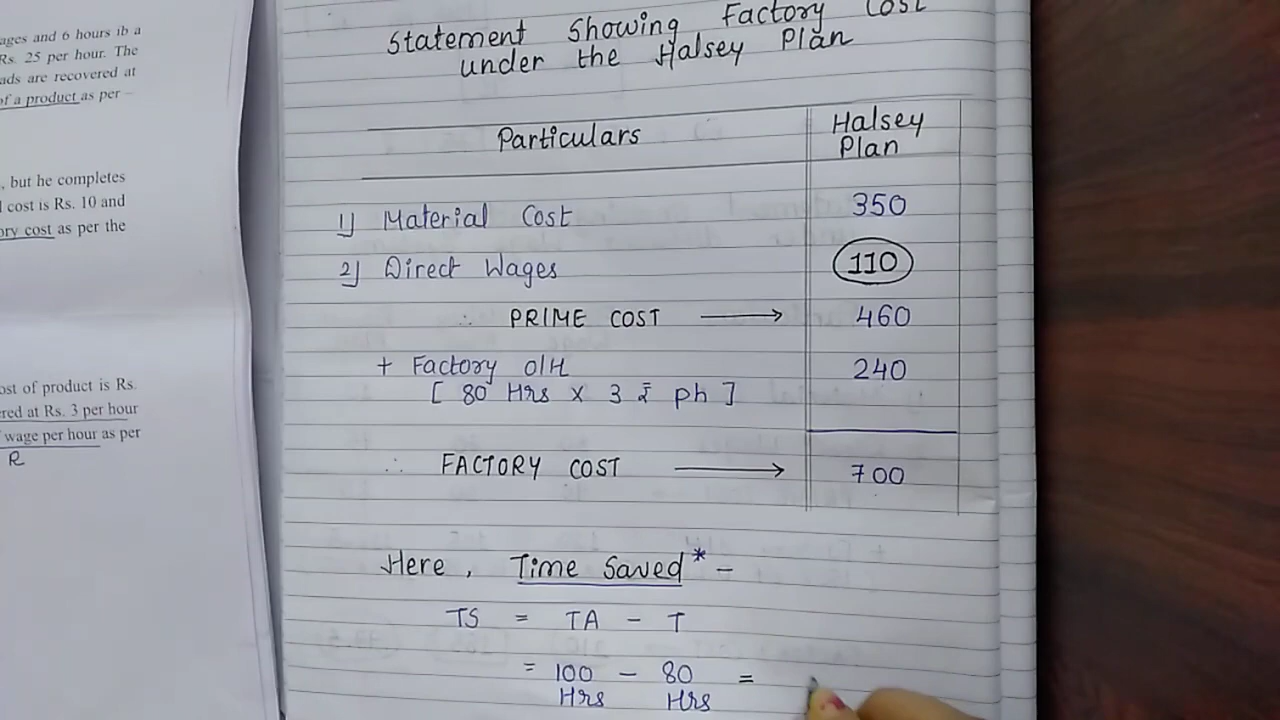 ages and 6 hours ib a
Rs. 25 per hour. The
ads are recovered at
of a product as per –
, but he completes
l cost is Rs. 10 and
ory cost as per the
ost of product is Rs.
ered at Rs. 3 per hour
wage per hour as per
R
Statement Showing Factory Cost
under the Halsey Plan
Particulars Halsey
Plan
1) Material Cost 350
2) Direct Wages 110
∴ PRIME COST → 460
+ Factory O/H 240
[ 80 Hrs × 3 ₹ ph ]
∴ FACTORY COST → 700
Here, Time Saved* –
TS = TA – T
= 100 – 80 =
Hrs Hrs